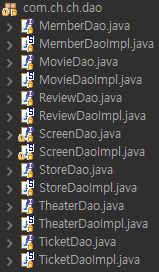 com.ch.ch.dao
MemberDao.java
MemberDaoImpl.java
MovieDao.java
MovieDaoImpl.java
ReviewDao.java
ReviewDaoImpl.java
ScreenDao.java
ScreenDaoImpl.java
StoreDao.java
StoreDaoImpl.java
TheaterDao.java
TheaterDaoImpl.java
TicketDao.java
TicketDaoImpl.java